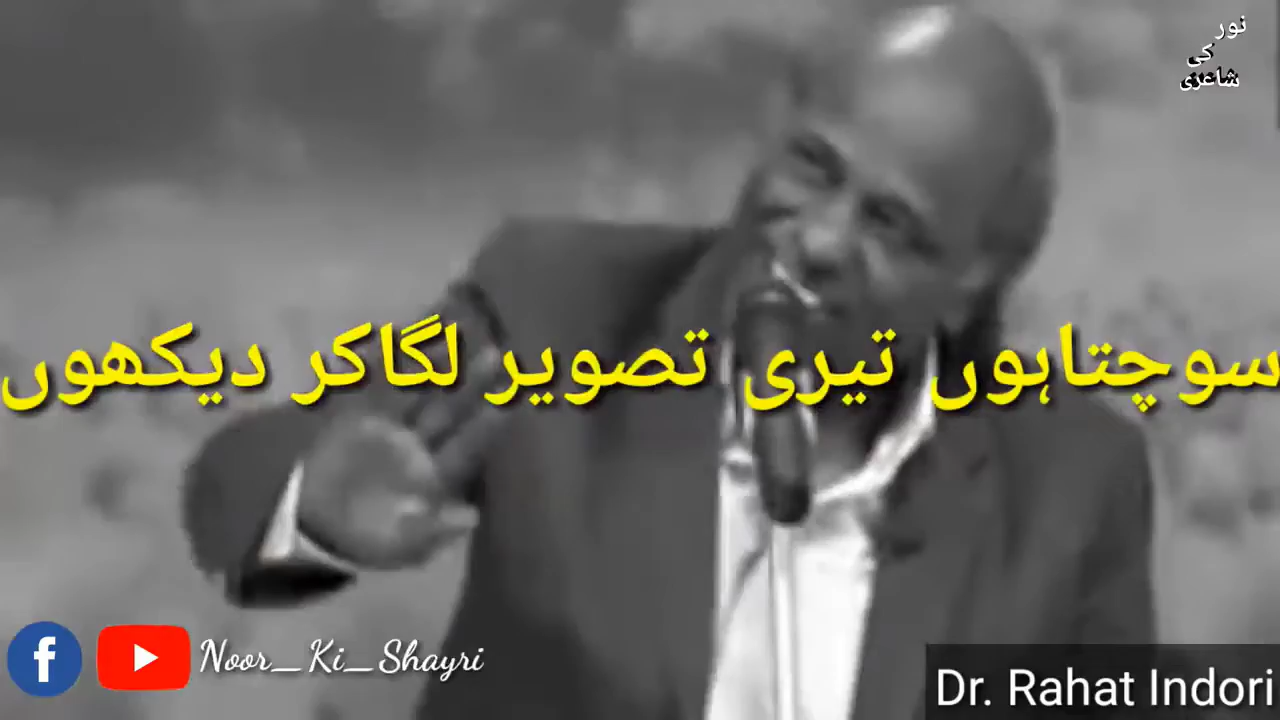 نور
کی
شاعری
سوچتاہوں تیری تصویر لگاکر دیکھوں
Noor_Ki_Shayri
Dr. Rahat Indori